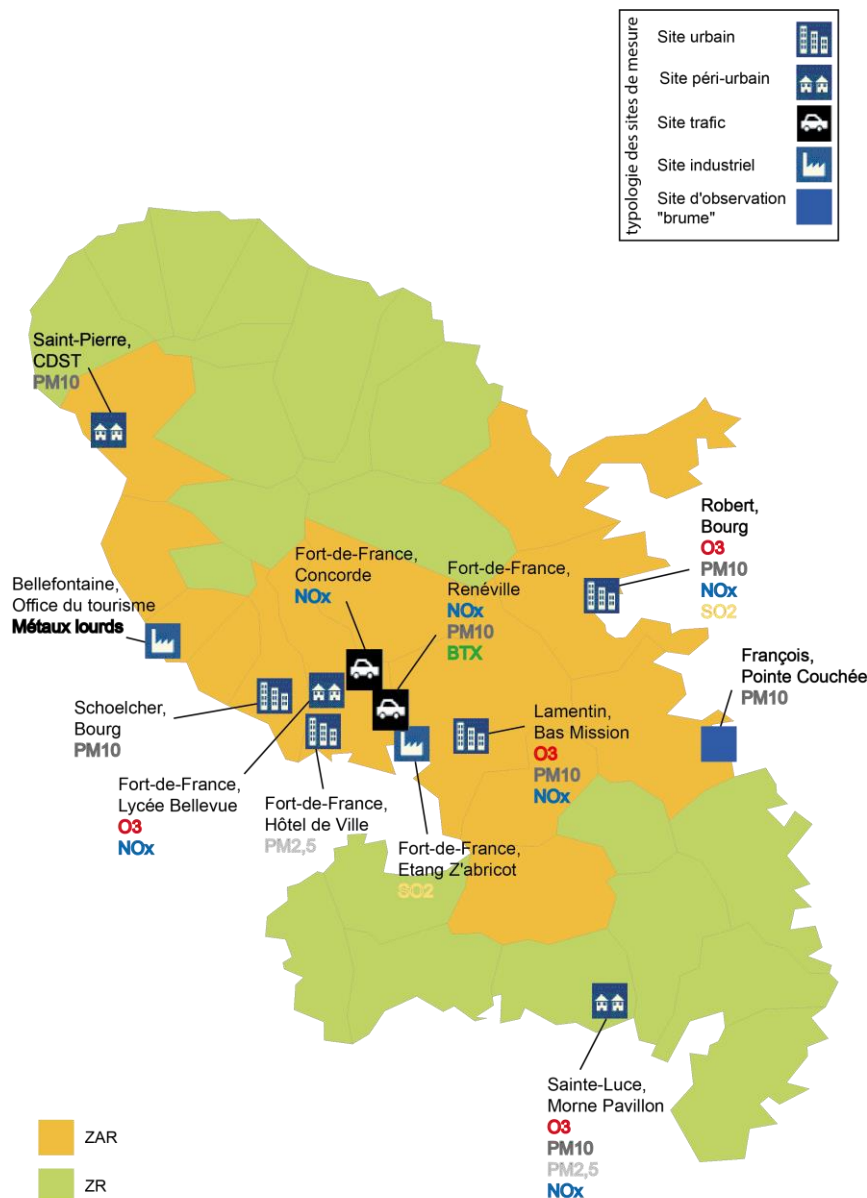 typologie des sites de mesure
Site urbain
Site péri-urbain
Site trafic
Site industriel
Site d'observation
"brume"
Saint-Pierre,
CDST
PM10
Robert,
Bourg
O3
PM10
NOx
SO2
Fort-de-France,
Concorde
NOx
Fort-de-France,
Renéville
NOx
PM10
BTX
Bellefontaine,
Office du tourisme
Métaux lourds
François,
Pointe Couchée
PM10
Schoelcher,
Bourg
PM10
Lamentin,
Bas Mission
O3
PM10
NOx
Fort-de-France,
Lycée Bellevue
O3
NOx
Fort-de-France,
Hôtel de Ville
PM2,5
Fort-de-France,
Etang Z'abricot
SO2
Sainte-Luce,
Morne Pavillon
O3
PM10
PM2,5
NOx
ZAR
ZR